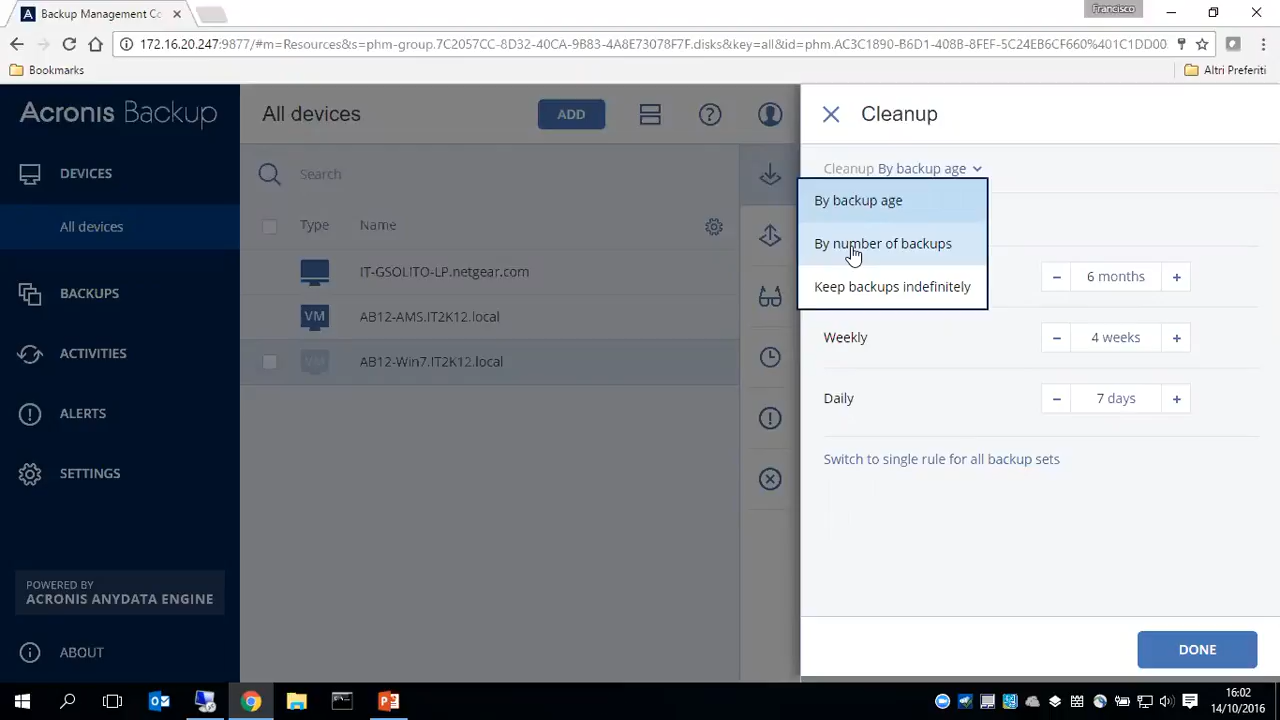 Backup Management Co
Francisco
172.16.20.247:9877/#m=Resources&s=phm-group.7C2057CC-8D32-40CA-9B83-4A8E73078F7F.disks&key=all&id=phm.AC3C1890-B6D1-408B-8FEF-5C24EB6CF660%401C1DD00
Bookmarks
Altri Preferiti
Acronis Backup
All devices
ADD
Cleanup
DEVICES
Search
Cleanup By backup age
All devices
Type
Name
By backup age
By number of backups
Keep backups indefinitely
IT-GSOLITO-LP.netgear.com
6 months
BACKUPS
VM
AB12-AMS.IT2K12.local
Weekly
4 weeks
ACTIVITIES
VM
AB12-Win7.IT2K12.local
Daily
7 days
ALERTS
Switch to single rule for all backup sets
SETTINGS
POWERED BY
ACRONIS ANYDATA ENGINE
ABOUT
DONE
16:02
14/10/2016